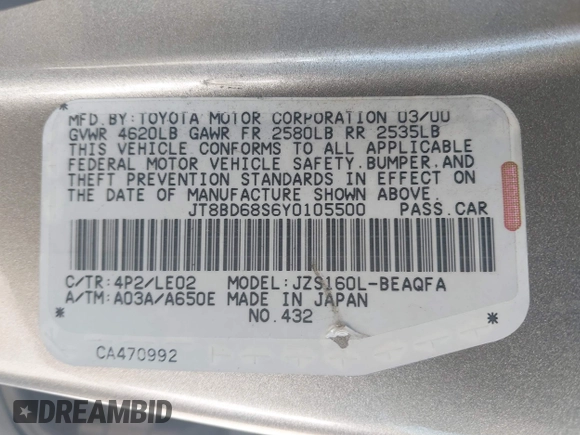 MFD.BY:TOYOTA MOTOR CORPORATION 03/00
GVWR 4620LB GAWR FR 2580LB RR 2535LB
THIS VEHICLE CONFORMS TO ALL APPLICABLE
FEDERAL MOTOR VEHICLE SAFETY.BUMPER.AND
THEFT PREVENTION STANDARDS IN EFFECT ON
THE DATE OF MANUFACTURE SHOWN ABOVE.
JT8BD68S6Y0105500 PASS.CAR
C/TR:4P2/LE02 MODEL:JZS160L-BEAQFA
A/TM:A03A/A650E MADE IN JAPAN
NO.432
CA470992
DREAMBID